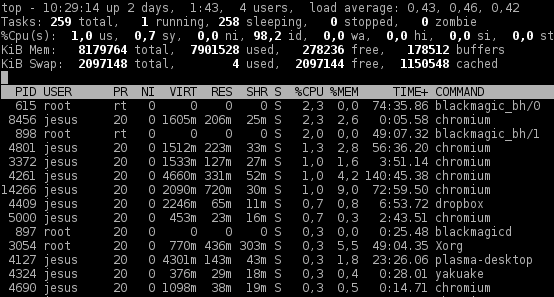 top - 10:29:14 up 2 days,  1:43,  4 users,  load average: 0,43, 0,46, 0,42
Tasks: 259 total,   1 running, 258 sleeping,   0 stopped,   0 zombie
%Cpu(s):  1,0 us,  0,7 sy,  0,0 ni, 98,2 id,  0,0 wa,  0,0 hi,  0,0 si,  0,0 st
KiB Mem:   8179764 total,  7901528 used,   278236 free,   178512 buffers
KiB Swap:  2097148 total,        4 used,  2097144 free,  1150548 cached
PID USER      PR  NI  VIRT  RES  SHR S  %CPU %MEM    TIME+  COMMAND
615 root      rt   0     0    0    0 S   2,3  0,0  74:35.86 blackmagic_bh/0
8456 jesus     20   0 1605m 206m  25m S   2,3  2,6   0:05.58 chromium
898 root      rt   0     0    0    0 S   2,0  0,0  49:07.32 blackmagic_bh/1
4801 jesus     20   0 1512m 223m  33m S   1,3  2,8  56:36.20 chromium
3372 jesus     20   0 1533m 127m  27m S   1,0  1,6   3:51.14 chromium
4261 jesus     20   0 4660m 331m  52m S   1,0  4,2 140:45.38 chromium
14266 jesus     20   0 2090m 720m  30m S   1,0  9,0  72:59.50 chromium
4409 jesus     20   0 2246m  65m  11m S   0,7  0,8   6:53.72 dropbox
5000 jesus     20   0  453m  23m  16m S   0,7  0,3   2:43.51 chromium
897 root      20   0     0    0    0 S   0,3  0,0   0:25.48 blackmagicd
3054 root      20   0  770m 436m 303m S   0,3  5,5  49:04.35 Xorg
4127 jesus     20   0 4301m 143m  43m S   0,3  1,8  23:26.06 plasma-desktop
4324 jesus     20   0  376m  29m  18m S   0,3  0,4   0:28.01 yakuake
4690 jesus     20   0 1098m  38m  19m S   0,3  0,5   0:14.71 chromium